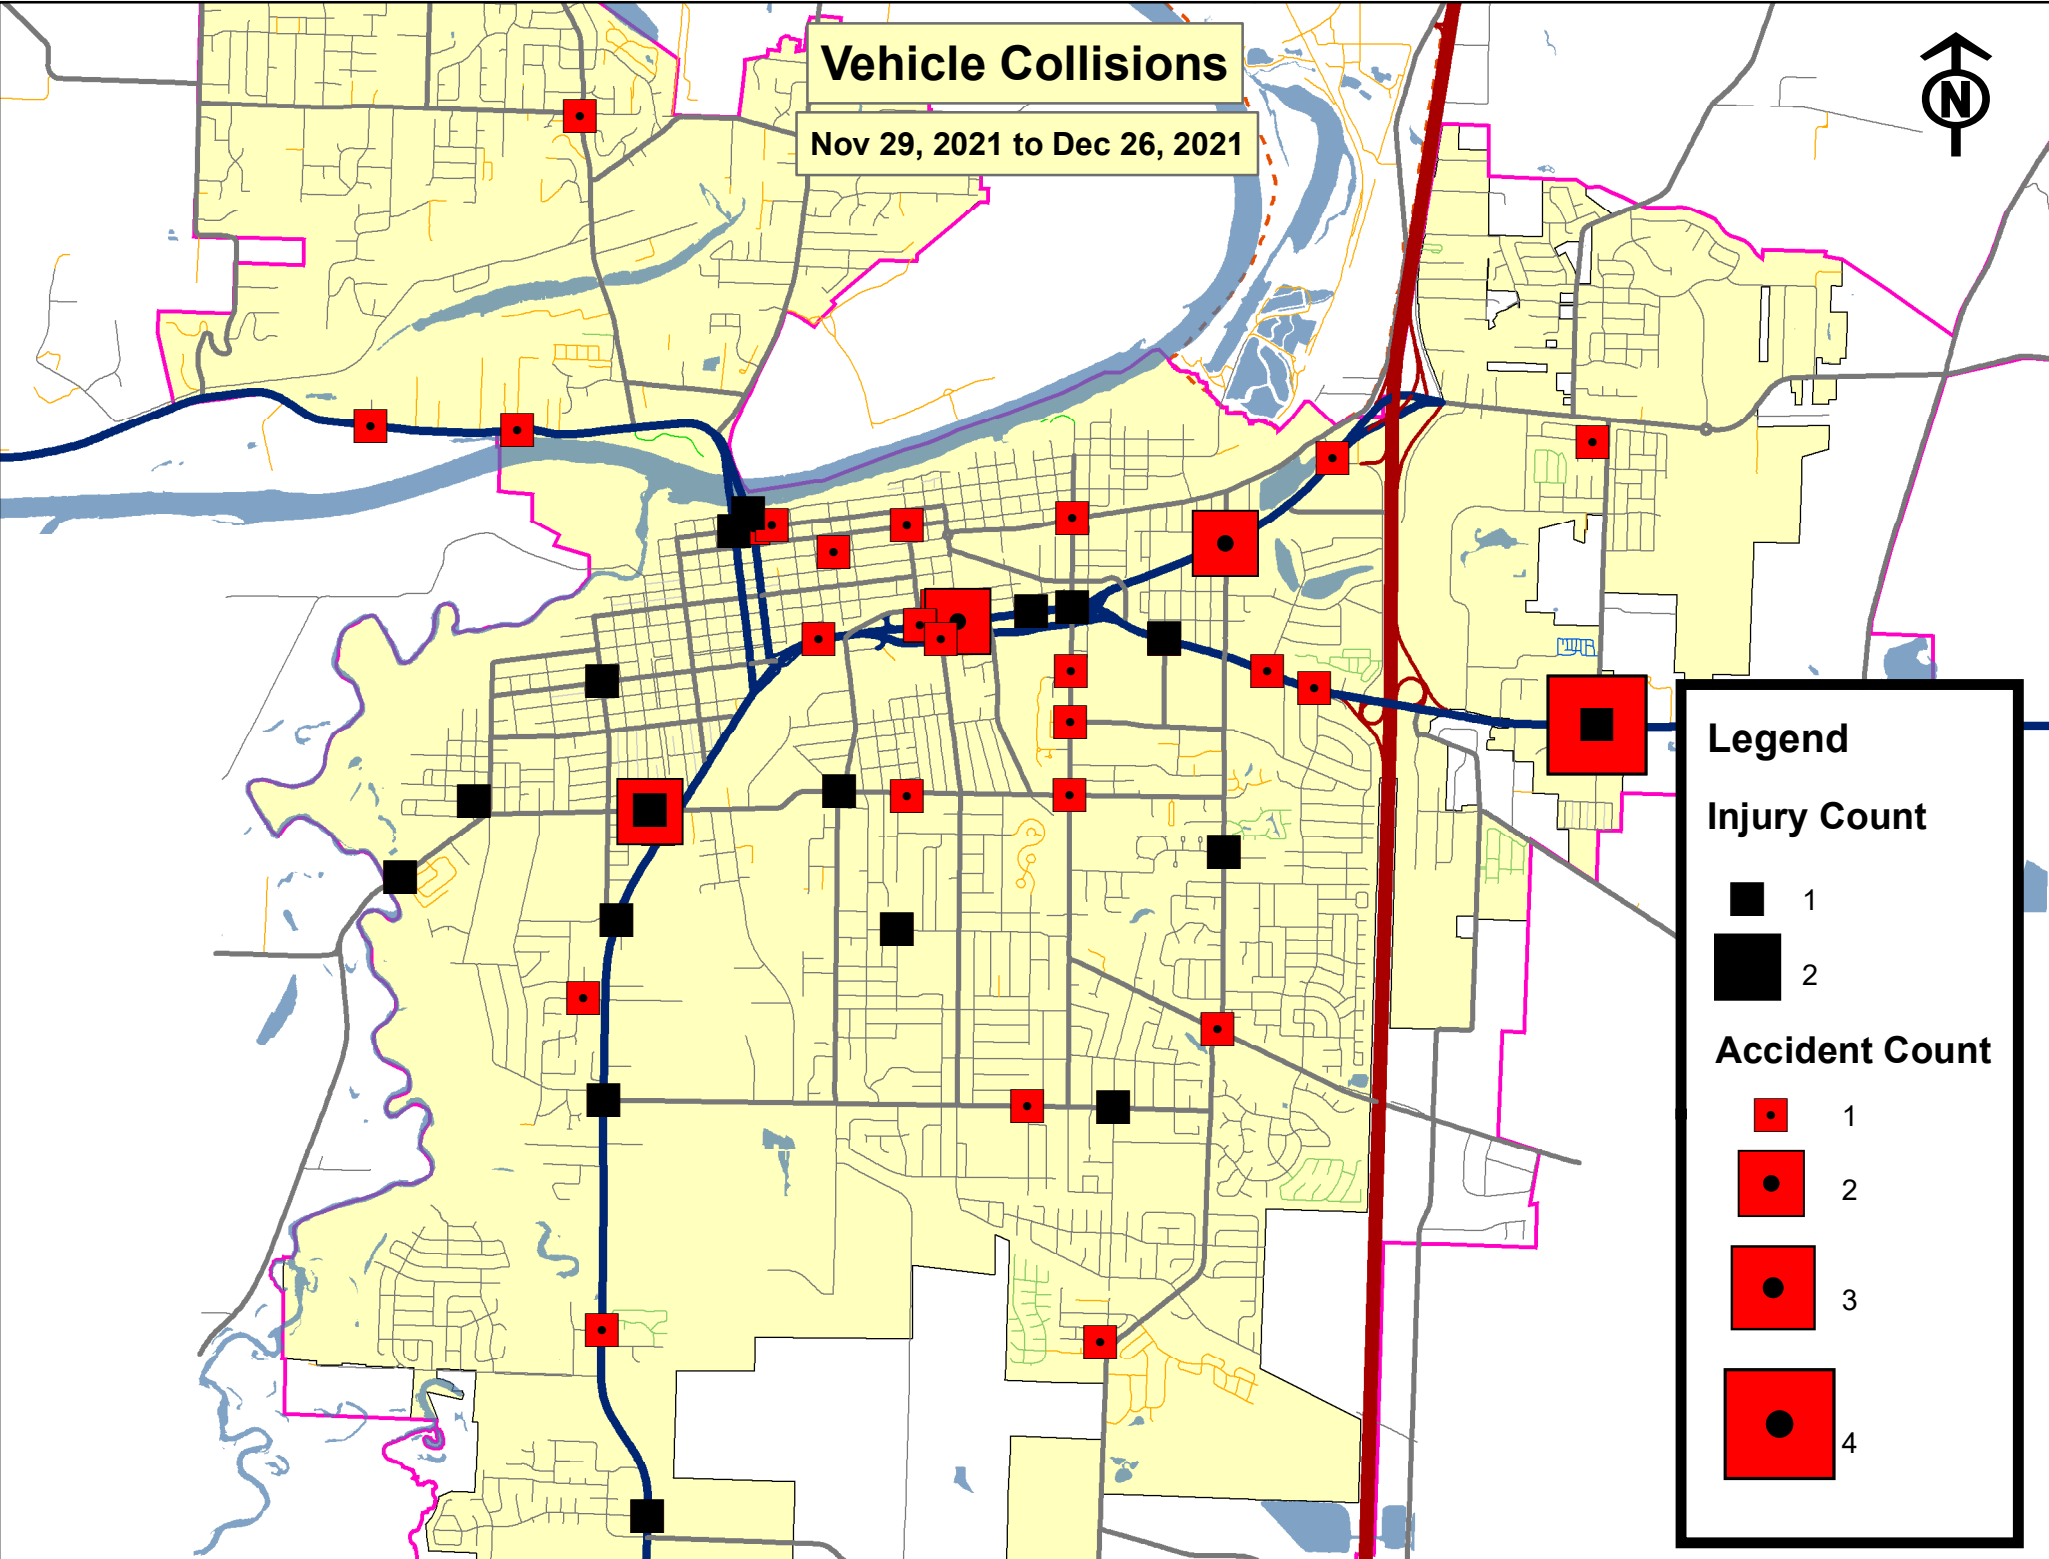 Vehicle Collisions
Nov 29, 2021 to Dec 26, 2021
N
Legend
Injury Count
1
2
Accident Count
1
2
3
4